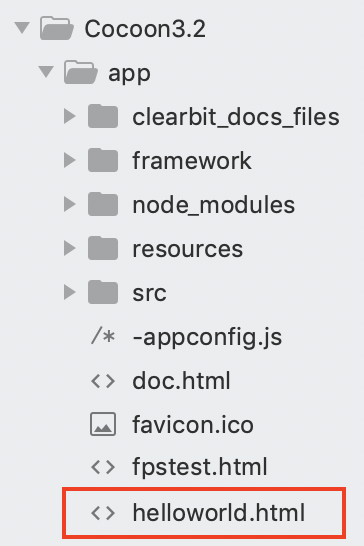 Cocoon3.2
app
clearbit_docs_files
framework
node_modules
resources
src
/* -appconfig.js
<> doc.html
favicon.ico
<> fpstest.html
<> helloworld.html